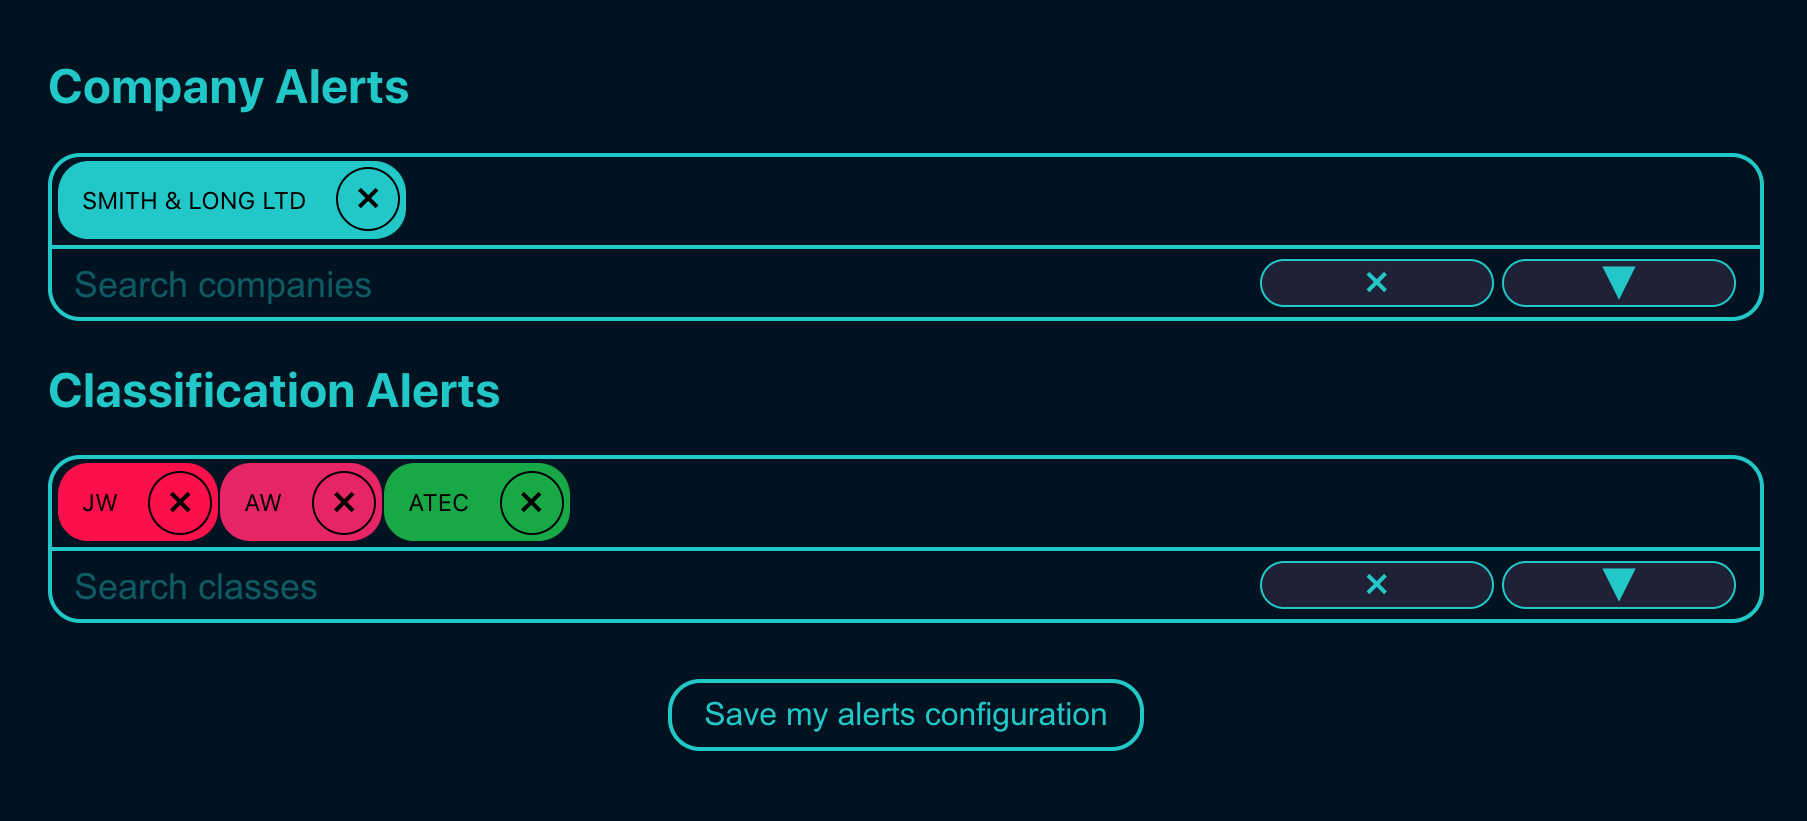 Company Alerts
SMITH & LONG LTD ✕
Search companies ✕ ▼
Classification Alerts
JW ✕ AW ✕ ATEC ✕
Search classes ✕ ▼
Save my alerts configuration